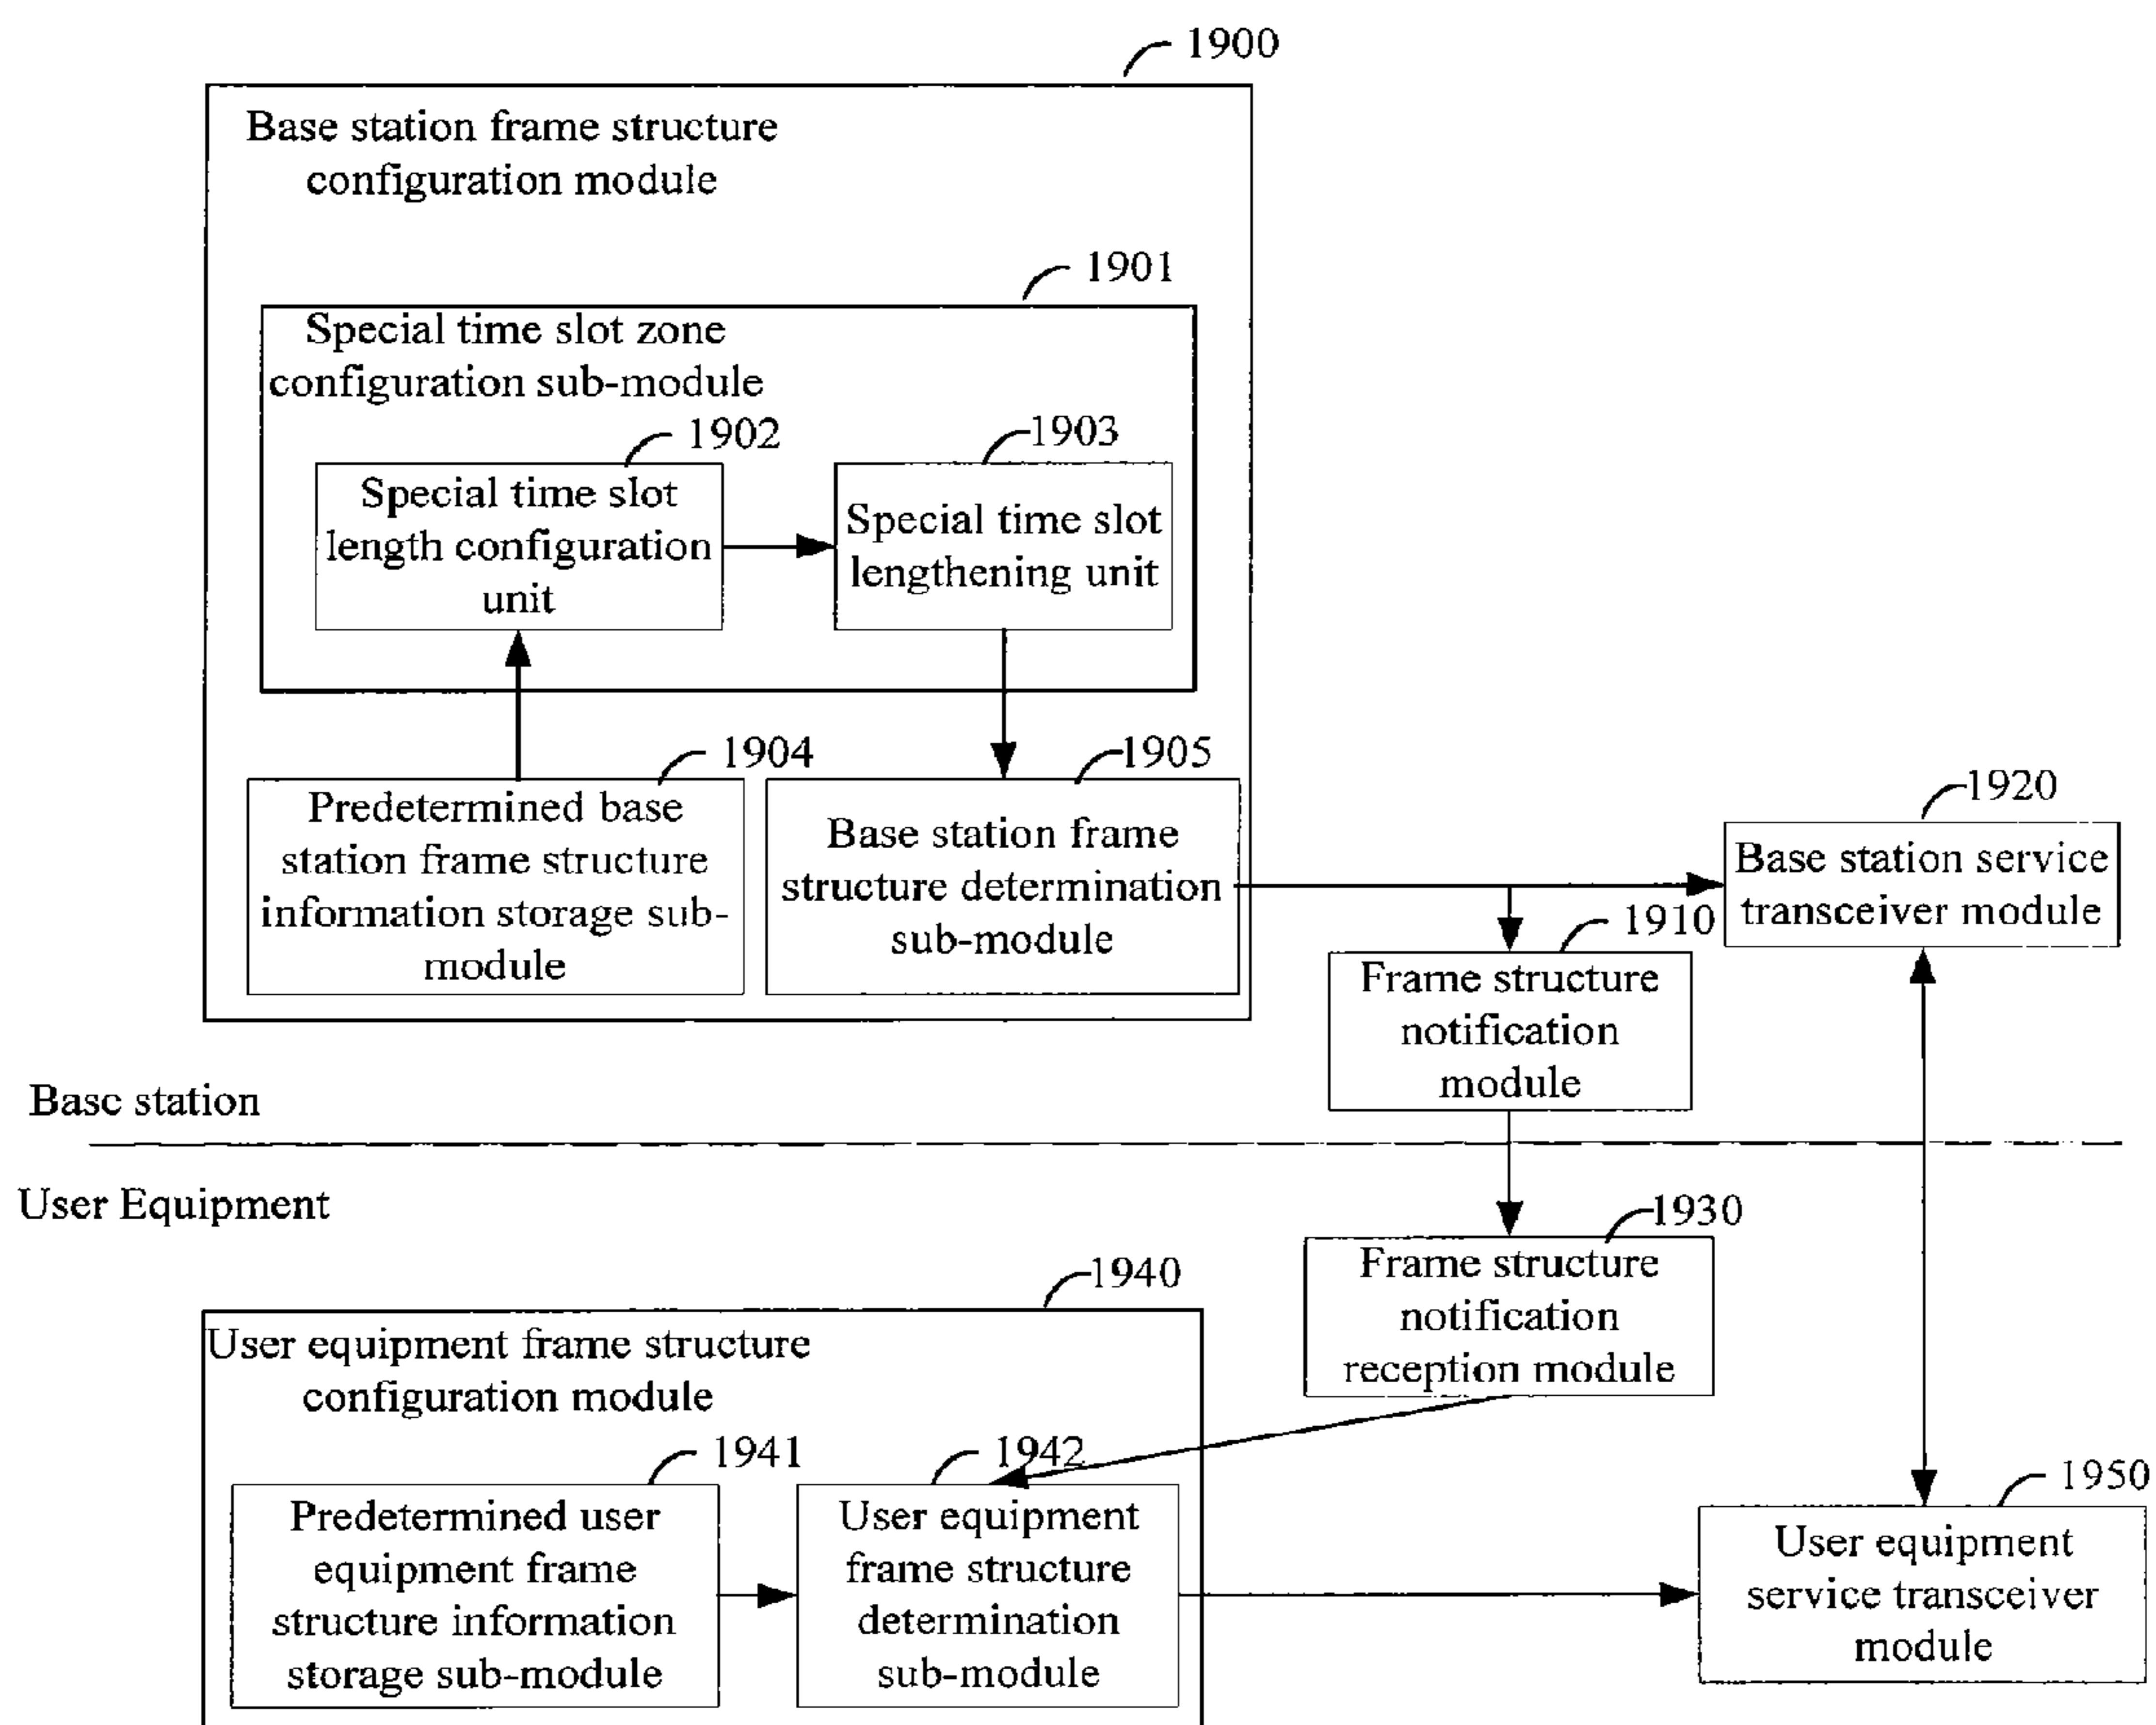 1900
Base station frame structure
configuration module
1901
Special time slot zone
configuration sub-module
1902
1903
Special time slot
length configuration
unit
Special time slot
lengthening unit
1904
1905
Predetermined base
station frame structure
information storage sub-
module
Base station frame
structure determination
sub-module
1920
Base station service
transceiver module
1910
Frame structure
notification
module
Base station
User Equipment
1930
Frame structure
notification
reception module
1940
User equipment frame structure
configuration module
1941
1942
Predetermined user
equipment frame
structure information
storage sub-module
User equipment
frame structure
determination
sub-module
1950
User equipment
service transceiver
module